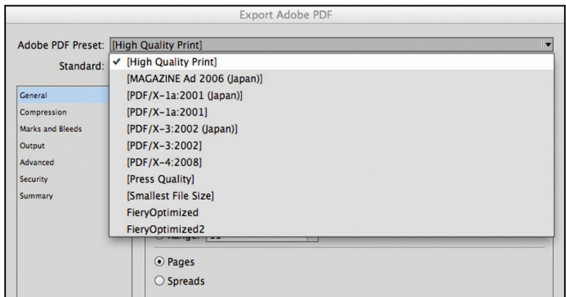 Export Adobe PDF
Adobe PDF Preset: [High Quality Print]
Standard:
✓ [High Quality Print]
[MAGAZINE Ad 2006 (Japan)]
[PDF/X-1a:2001 (Japan)]
[PDF/X-1a:2001]
[PDF/X-3:2002 (Japan)]
[PDF/X-3:2002]
[PDF/X-4:2008]
[Press Quality]
[Smallest File Size]
FieryOptimized
FieryOptimized2
General
Compression
Marks and Bleeds
Output
Advanced
Security
Summary
Pages
Spreads